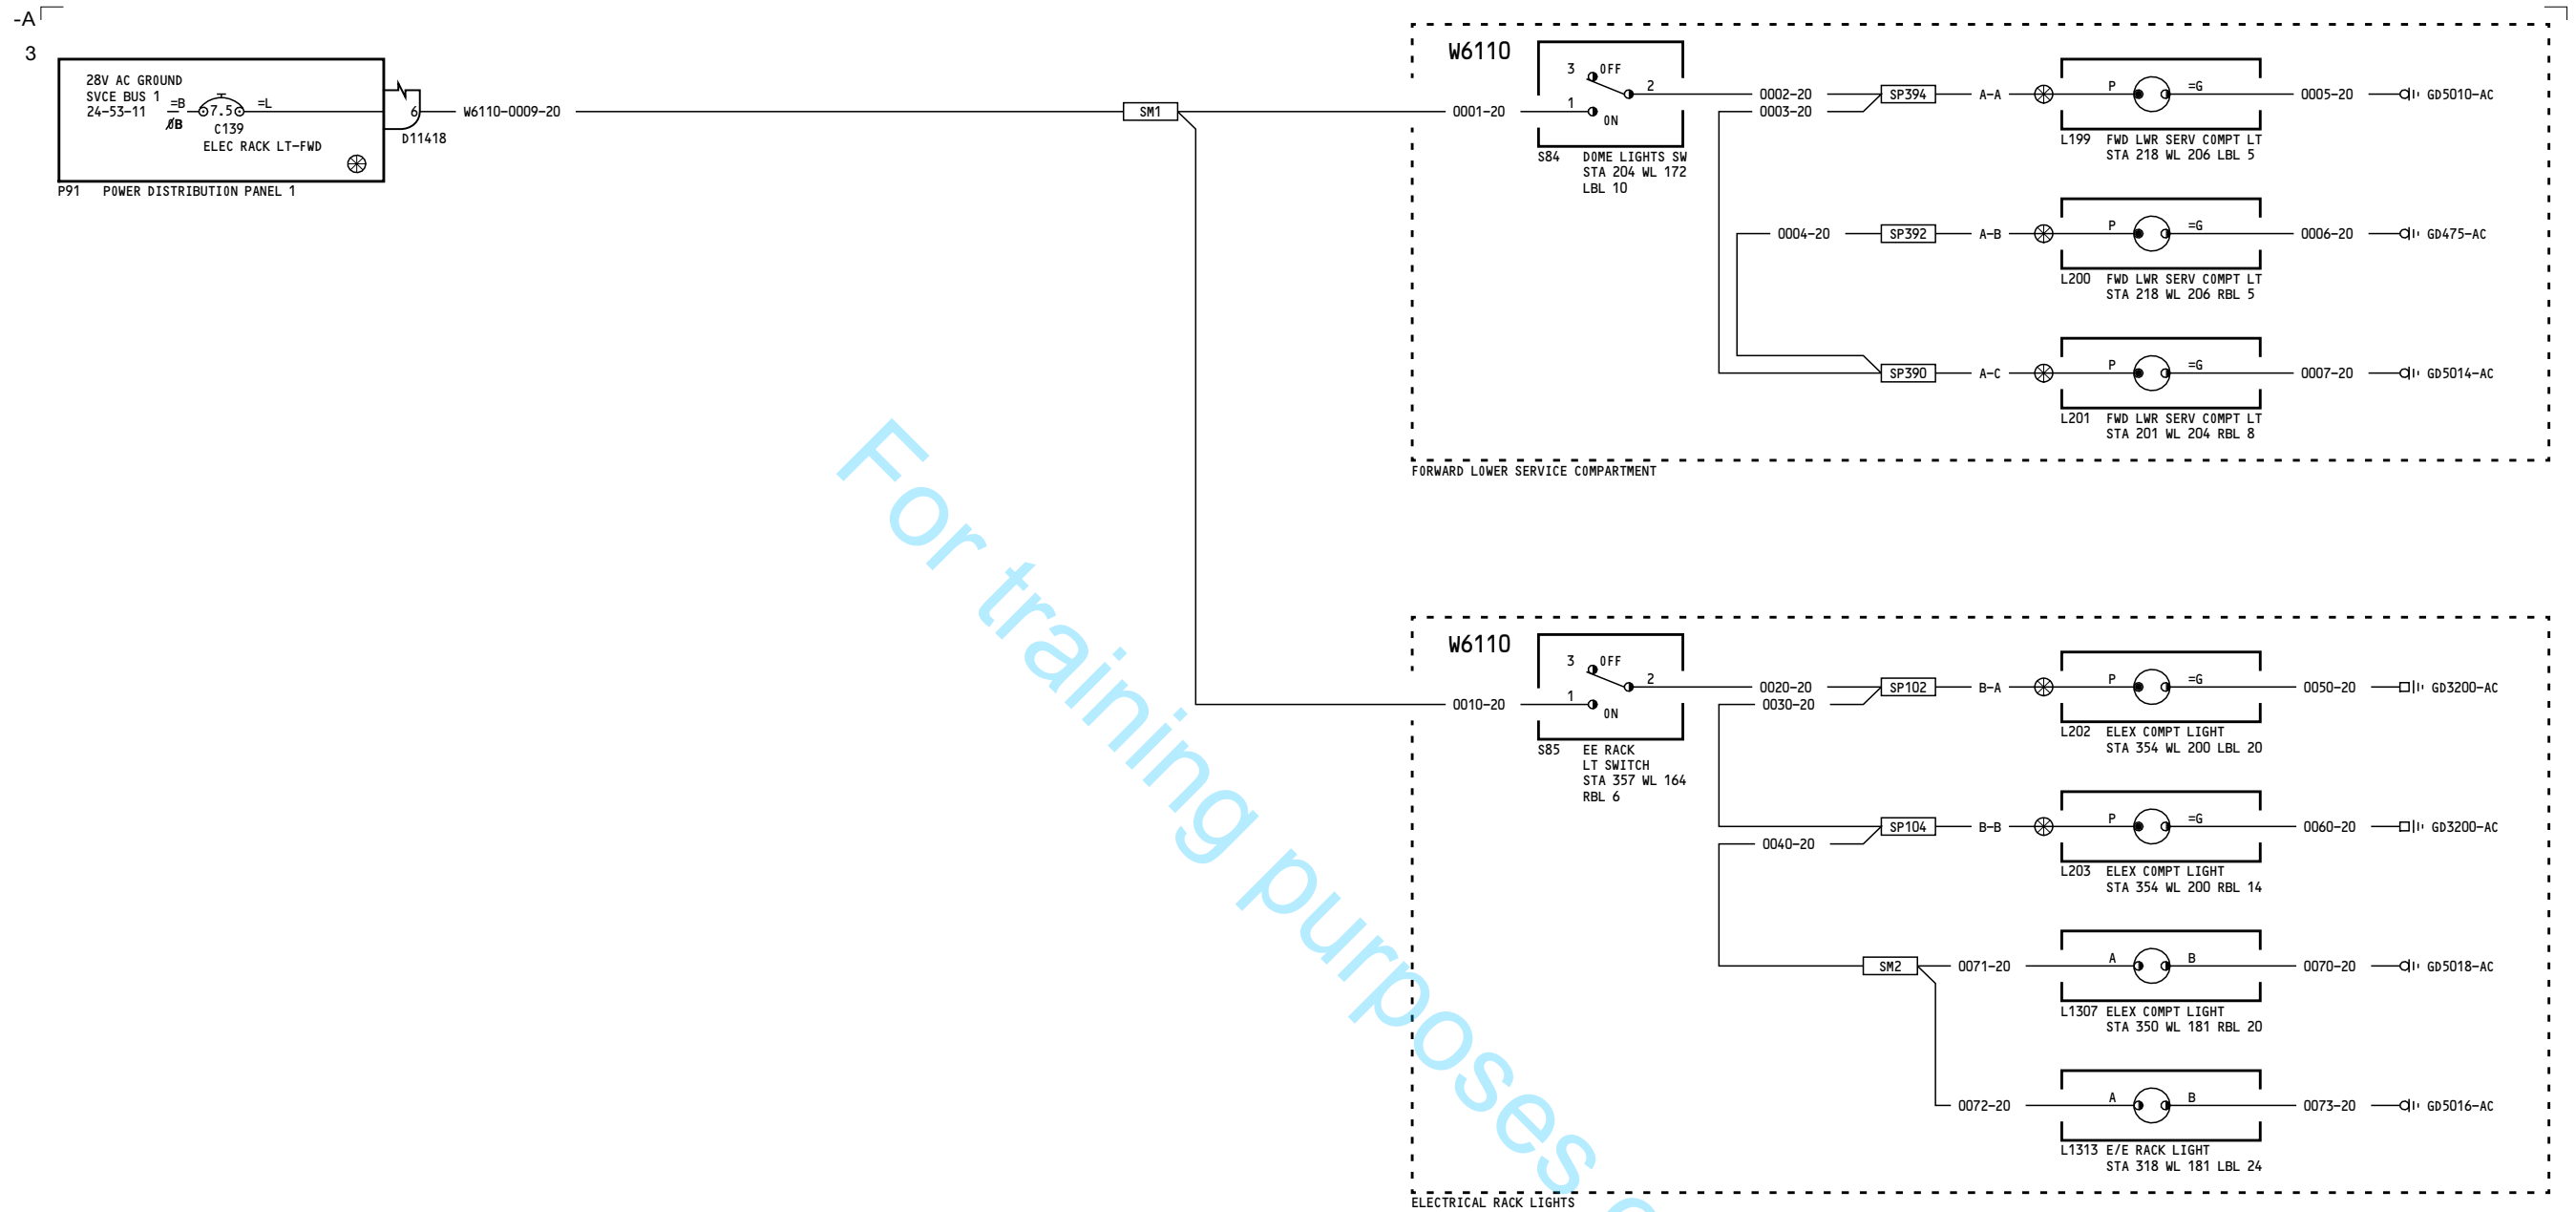 -A
3
28V AC GROUND
SVCE BUS 1
24-53-11
=B
ØB
7.5
=L
C139
ELEC RACK LT-FWD
6
D11418
P91 POWER DISTRIBUTION PANEL 1
W6110-0009-20
SM1
W6110
0001-20
3 OFF
2
1
ON
S84 DOME LIGHTS SW
STA 204 WL 172
LBL 10
0002-20
0003-20
SP394
A-A
P
=G
0005-20
GD5010-AC
L199 FWD LWR SERV COMPT LT
STA 218 WL 206 LBL 5
0004-20
SP392
A-B
P
=G
0006-20
GD475-AC
L200 FWD LWR SERV COMPT LT
STA 218 WL 206 RBL 5
SP390
A-C
P
=G
0007-20
GD5014-AC
L201 FWD LWR SERV COMPT LT
STA 201 WL 204 RBL 8
FORWARD LOWER SERVICE COMPARTMENT
W6110
0010-20
3 OFF
2
1
ON
S85 EE RACK
LT SWITCH
STA 357 WL 164
RBL 6
0020-20
0030-20
SP102
B-A
P
=G
0050-20
GD3200-AC
L202 ELEX COMPT LIGHT
STA 354 WL 200 LBL 20
SP104
B-B
P
=G
0060-20
GD3200-AC
0040-20
L203 ELEX COMPT LIGHT
STA 354 WL 200 RBL 14
SM2
0071-20
A
B
0070-20
GD5018-AC
L1307 ELEX COMPT LIGHT
STA 350 WL 181 RBL 20
0072-20
A
B
0073-20
GD5016-AC
L1313 E/E RACK LIGHT
STA 318 WL 181 LBL 24
ELECTRICAL RACK LIGHTS
For training purposes